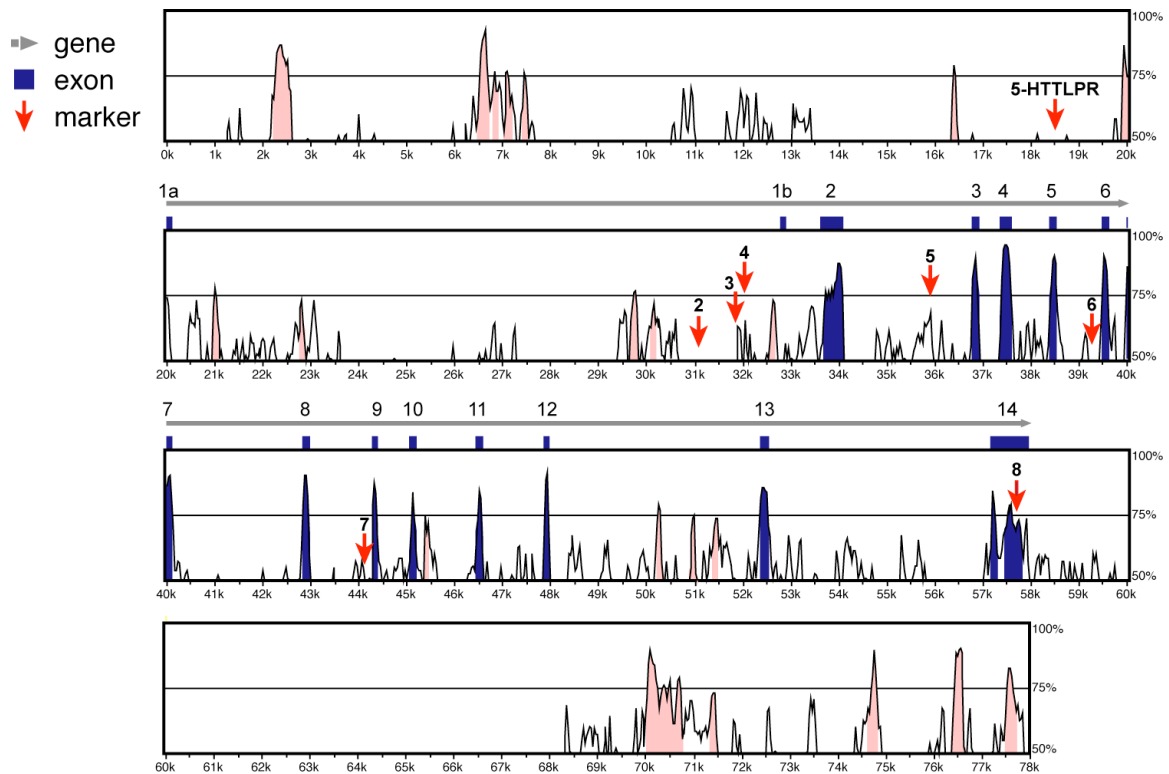 gene
exon
marker
100%
75%
50%
5-HTTLPR
0k 1k 2k 3k 4k 5k 6k 7k 8k 9k 10k 11k 12k 13k 14k 15k 16k 17k 18k 19k 20k
1a 1b 2 3 4 5 6
100%
4 5
75%
3 2 6
50%
20k 21k 22k 23k 24k 25k 26k 27k 28k 29k 30k 31k 32k 33k 34k 35k 36k 37k 38k 39k 40k
7 8 9 10 11 12 13 14
100%
8
75%
7
50%
40k 41k 42k 43k 44k 45k 46k 47k 48k 49k 50k 51k 52k 53k 54k 55k 56k 57k 58k 59k 60k
100%
75%
50%
60k 61k 62k 63k 64k 65k 66k 67k 68k 69k 70k 71k 72k 73k 74k 75k 76k 77k 78k